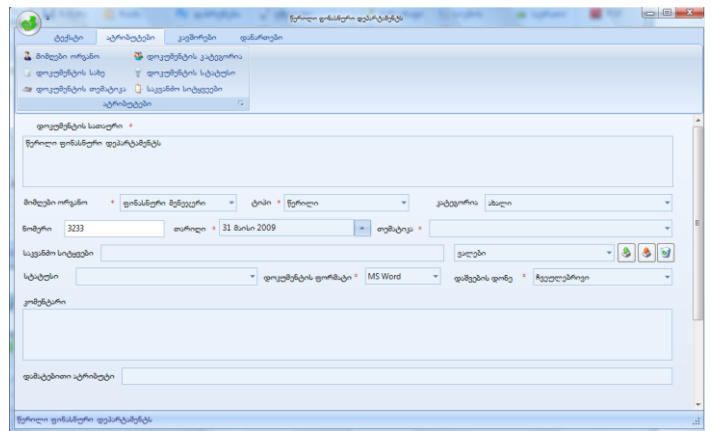 წერილი ფინანსური დეპარტამენტს
ტექსტი ატრიბუტები კავშირები დანართები
მიმღები ორგანო დოკუმენტის კატეგორია
დოკუმენტის სახე დოკუმენტის სტატუსი
დოკუმენტის თემატიკა საკვანძო სიტყვები
ატრიბუტები
დოკუმენტის სათაური *
წერილი ფინანსური დეპარტამენტს
მიმღები ორგანო * ფინანსური მენეჯერი ტიპი * წერილი კატეგორია ახალი
ნომერი 3233 თარიღი * 31 მაისი 2009 თემატიკა *
საკვანძო სიტყვები ვალები
სტატუსი დოკუმენტის ფორმატი * MS Word დაშვების დონე * ჩვეულებრივი
კომენტარი
დამატებითი ატრიბუტი
წერილი ფინანსური დეპარტამენტს